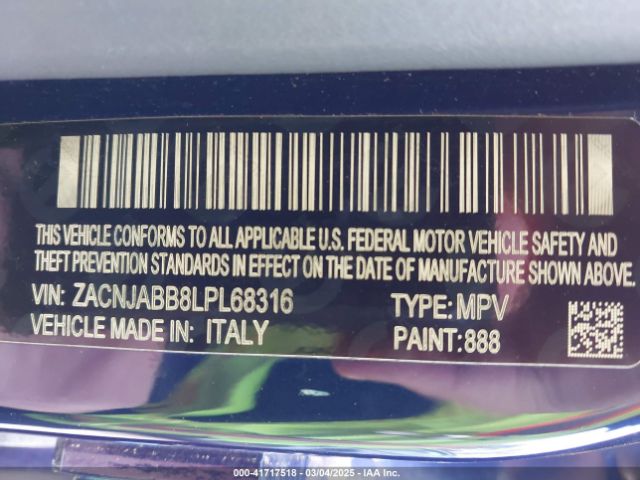 THIS VEHICLE CONFORMS TO ALL APPLICABLE U.S. FEDERAL MOTOR VEHICLE SAFETY AND
THEFT PREVENTION STANDARDS IN EFFECT ON THE DATE OF MANUFACTURE SHOWN ABOVE.
VIN: ZACNJABB8LPL68316 TYPE: MPV
VEHICLE MADE IN: ITALY PAINT:888
000-41717518 - 03/04/2025 - IAA Inc.